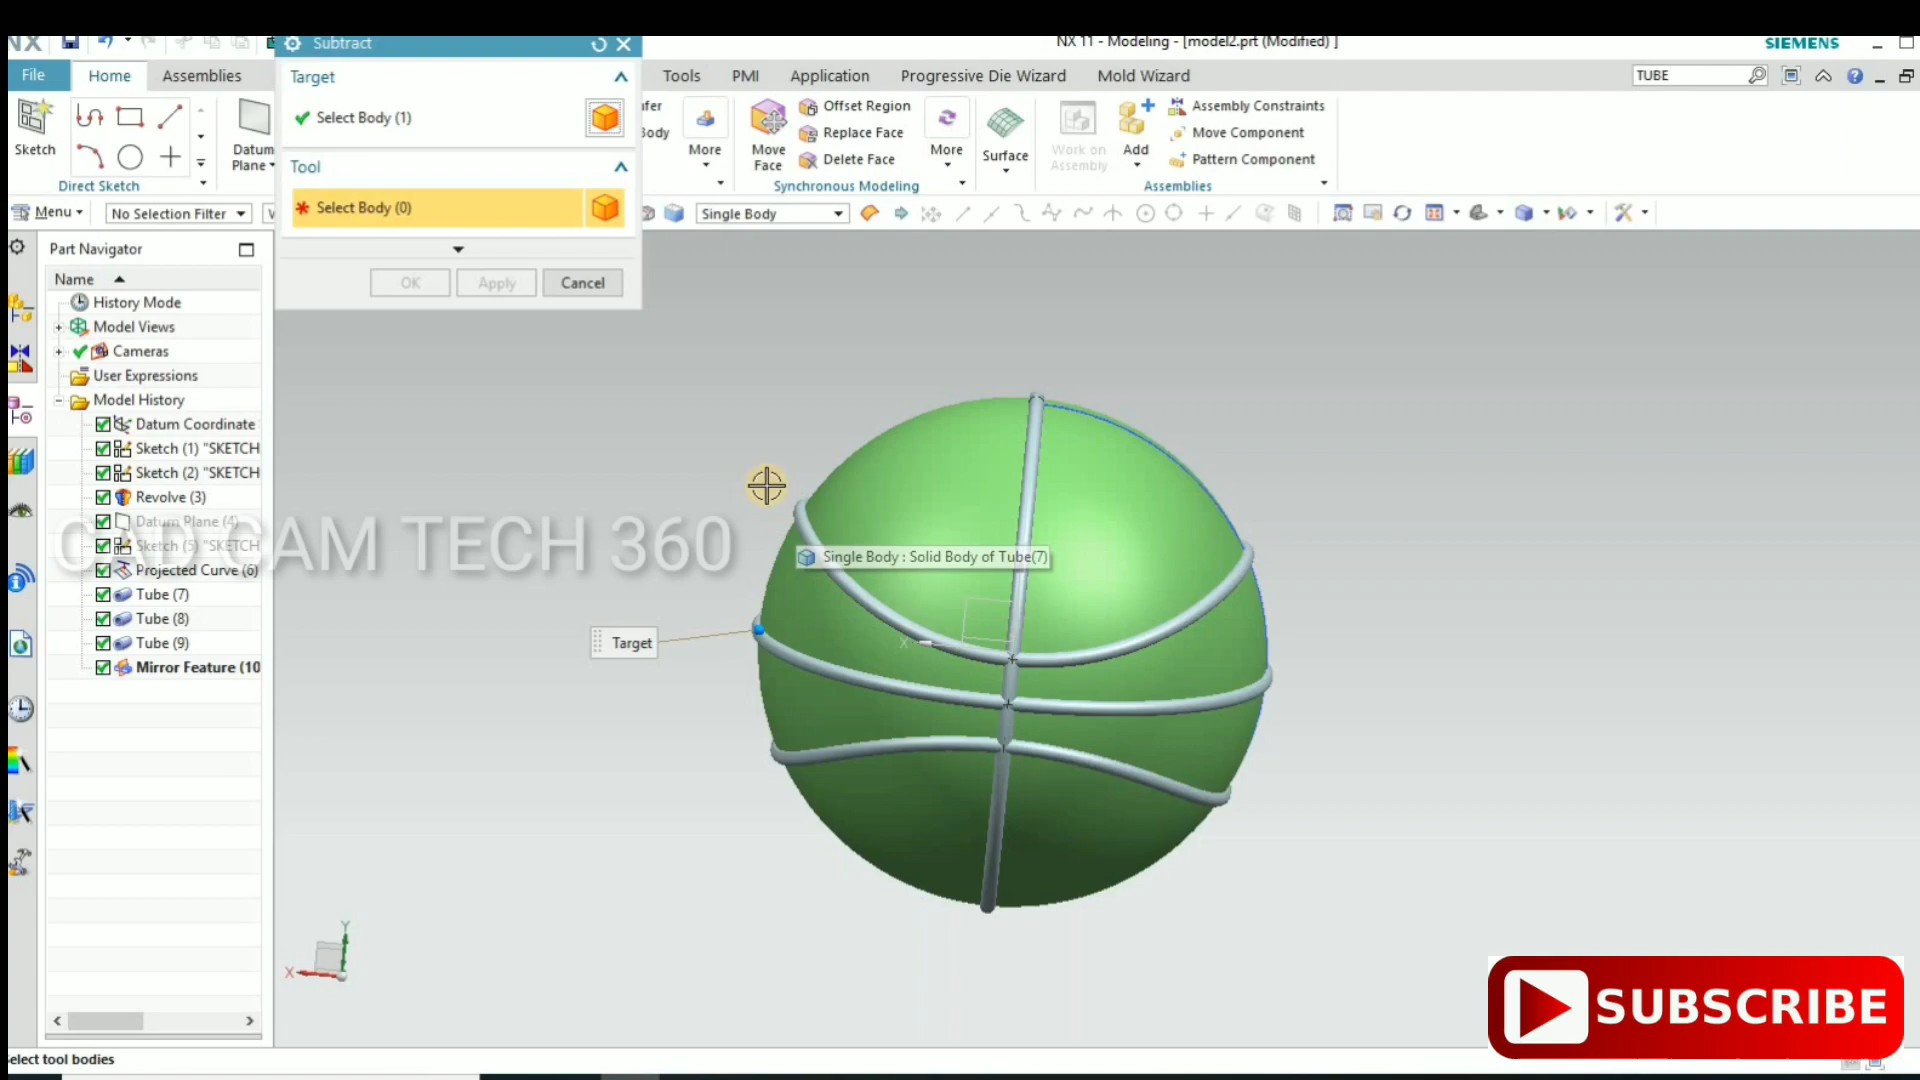 NX
Subtract
NX 11 - Modeling - [model2.prt (Modified) ]
SIEMENS
File
Home
Assemblies
Tools
PMI
Application
Progressive Die Wizard
Mold Wizard
TUBE
Target
Select Body (1)
Tool
* Select Body (0)
OK
Apply
Cancel
Sketch
Datum
Plane
Direct Sketch
Body
More
Move
Face
Offset Region
Replace Face
Delete Face
More
Synchronous Modeling
Surface
Work on
Assembly
Add
Assembly Constraints
Move Component
Pattern Component
Assemblies
Menu
No Selection Filter
Single Body
Part Navigator
Name
History Mode
Model Views
Cameras
User Expressions
Model History
Datum Coordinate
Sketch (1) "SKETCH
Sketch (2) "SKETCH
Revolve (3)
Datum Plane (4)
Sketch (5) "SKETCH
Projected Curve (6)
Tube (7)
Tube (8)
Tube (9)
Mirror Feature (10
CAD CAM TECH 360
Single Body : Solid Body of Tube(7)
Target
X
Y
X
SUBSCRIBE
elect tool bodies